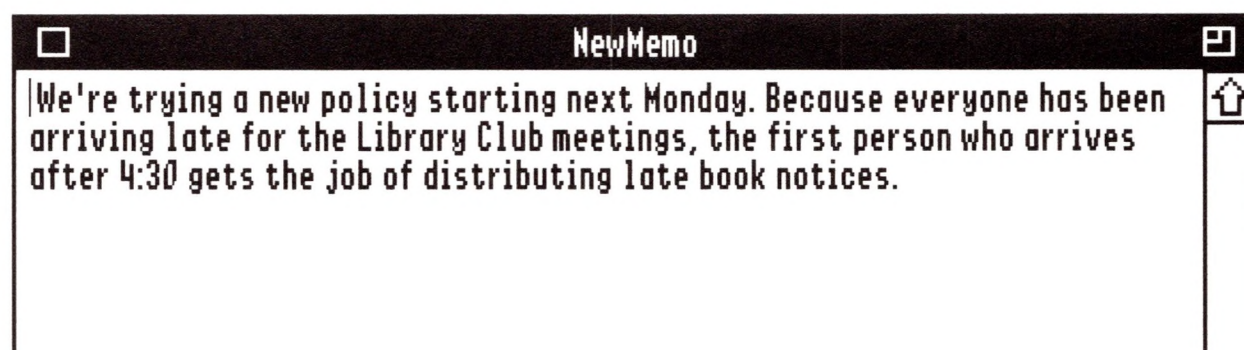 NewMemo
We're trying a new policy starting next Monday. Because everyone has been
arriving late for the Library Club meetings, the first person who arrives
after 4:30 gets the job of distributing late book notices.